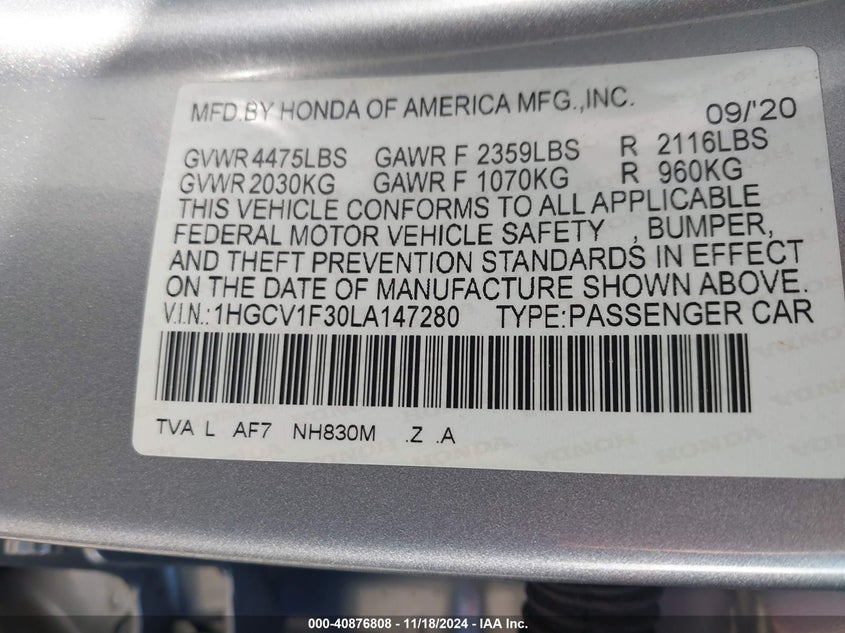 MFD.BY HONDA OF AMERICA MFG.,INC. 09/'20
GVWR 4475LBS GAWR F 2359LBS R 2116LBS
GVWR 2030KG GAWR F 1070KG R 960KG
THIS VEHICLE CONFORMS TO ALL APPLICABLE
FEDERAL MOTOR VEHICLE SAFETY , BUMPER,
AND THEFT PREVENTION STANDARDS IN EFFECT
ON THE DATE OF MANUFACTURE SHOWN ABOVE.
V.I.N.:1HGCV1F30LA147280 TYPE:PASSENGER CAR
TVA L AF7 NH830M .Z .A
HONDA HONDA
000-40876808 - 11/18/2024 - IAA Inc.